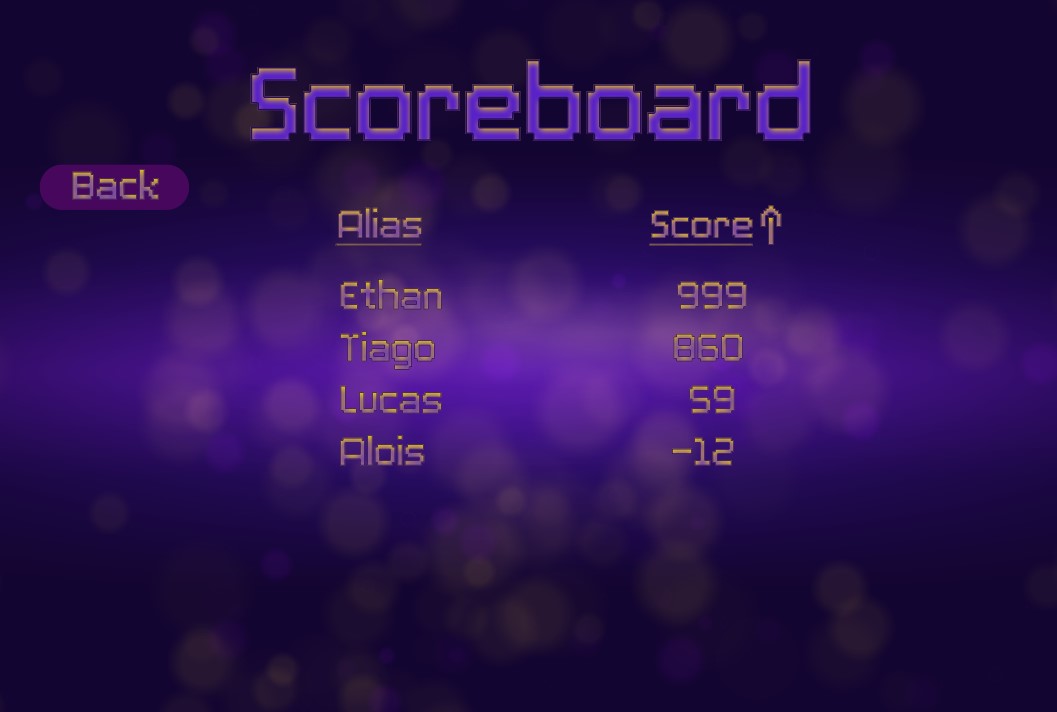 Scoreboard
Back
Alias Score↑
Ethan 999
Tiago 860
Lucas 59
Alois -12